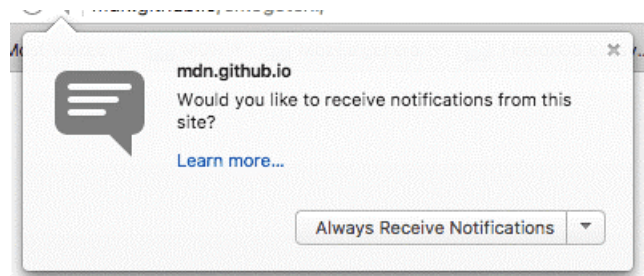 mdn.github.io
Would you like to receive notifications from this
site?
Learn more...
Always Receive Notifications